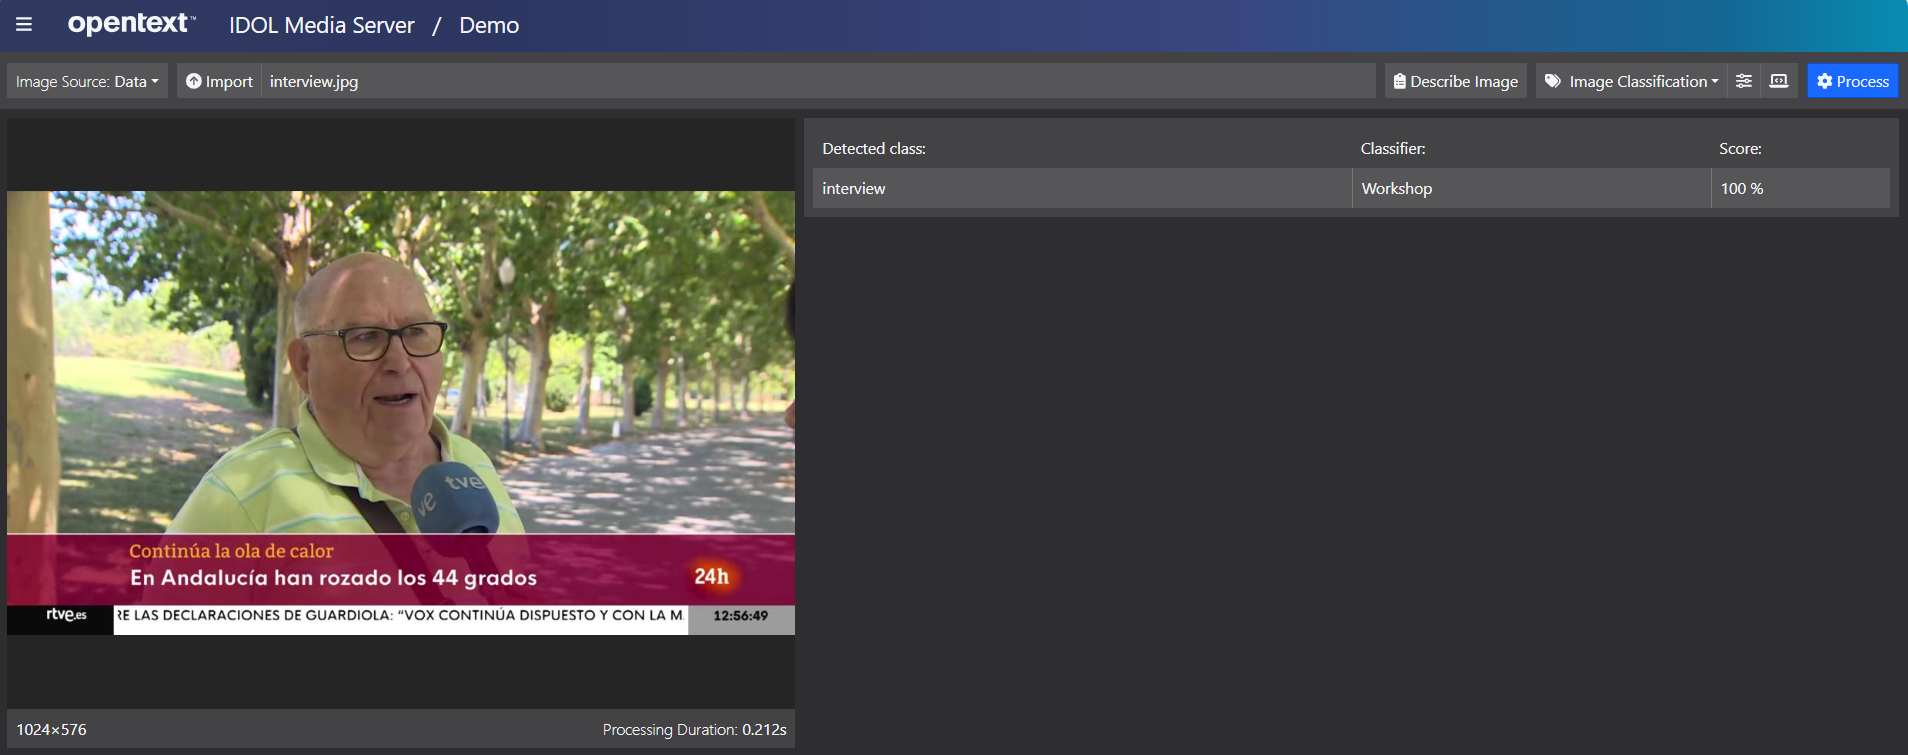 opentext™ IDOL Media Server / Demo
Image Source: Data Import interview.jpg Describe Image Image Classification Process
Detected class: Classifier: Score:
interview Workshop 100 %
tve
ve
Continúa la ola de calor
En Andalucía han rozado los 44 grados
24h
rtve.es RE LAS DECLARACIONES DE GUARDIOLA: “VOX CONTINÚA DISPUESTO Y CON LA M 12:56:49
1024×576 Processing Duration: 0.212s